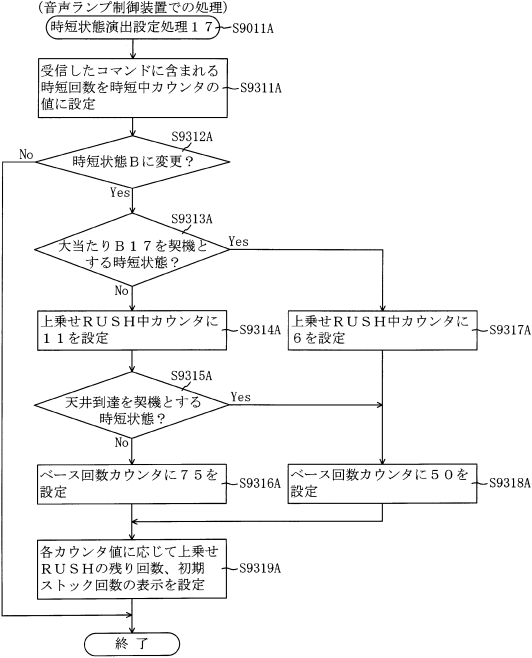 (音声ランプ制御装置での処理)
時短状態演出設定処理１７
S9011A
受信したコマンドに含まれる
時短回数を時短中カウンタの
値に設定
S9311A
S9312A
No
時短状態Ｂに変更？
Yes
S9313A
大当たりＢ１７を契機と
する時短状態？
Yes
No
上乗せＲＵＳＨ中カウンタに
１１を設定
S9314A
上乗せＲＵＳＨ中カウンタに
６を設定
S9317A
S9315A
天井到達を契機とする
時短状態？
Yes
No
ベース回数カウンタに７５を
設定
S9316A
ベース回数カウンタに５０を
設定
S9318A
各カウンタ値に応じて上乗せ
ＲＵＳＨの残り回数、初期
ストック回数の表示を設定
S9319A
終 了